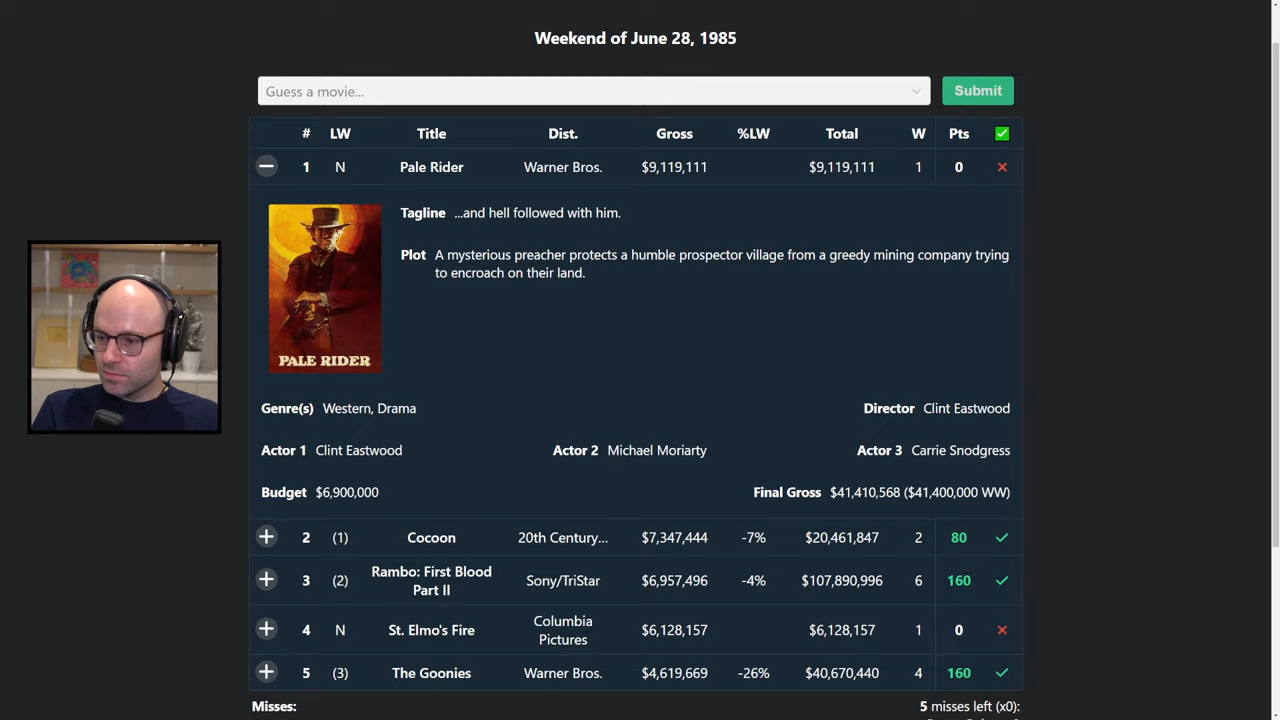 Weekend of June 28, 1985
Guess a movie...
Submit
# LW Title Dist. Gross %LW Total W Pts
1 N Pale Rider Warner Bros. $9,119,111 $9,119,111 1 0
Tagline ...and hell followed with him.
Plot A mysterious preacher protects a humble prospector village from a greedy mining company trying
to encroach on their land.
PALE RIDER
Genre(s) Western, Drama Director Clint Eastwood
Actor 1 Clint Eastwood Actor 2 Michael Moriarty Actor 3 Carrie Snodgress
Budget $6,900,000 Final Gross $41,410,568 ($41,400,000 WW)
2 (1) Cocoon 20th Century... $7,347,444 -7% $20,461,847 2 80
3 (2) Rambo: First Blood Part II Sony/TriStar $6,957,496 -4% $107,890,996 6 160
4 N St. Elmo's Fire Columbia Pictures $6,128,157 $6,128,157 1 0
5 (3) The Goonies Warner Bros. $4,619,669 -26% $40,670,440 4 160
Misses: 5 misses left (x0):